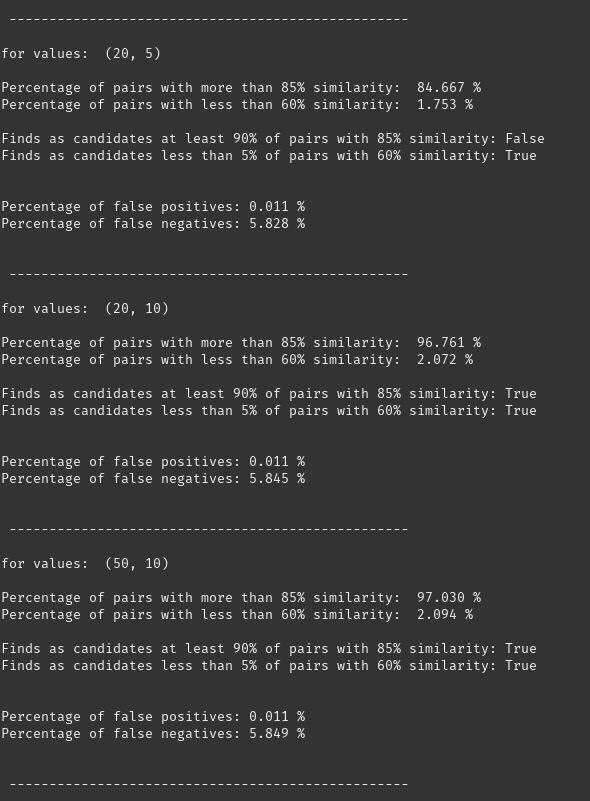 ---------------------------------------------------
for values:  (20, 5)
Percentage of pairs with more than 85% similarity:  84.667 %
Percentage of pairs with less than 60% similarity:  1.753 %
Finds as candidates at least 90% of pairs with 85% similarity: False
Finds as candidates less than 5% of pairs with 60% similarity: True
Percentage of false positives: 0.011 %
Percentage of false negatives: 5.828 %
---------------------------------------------------
for values:  (20, 10)
Percentage of pairs with more than 85% similarity:  96.761 %
Percentage of pairs with less than 60% similarity:  2.072 %
Finds as candidates at least 90% of pairs with 85% similarity: True
Finds as candidates less than 5% of pairs with 60% similarity: True
Percentage of false positives: 0.011 %
Percentage of false negatives: 5.845 %
---------------------------------------------------
for values:  (50, 10)
Percentage of pairs with more than 85% similarity:  97.030 %
Percentage of pairs with less than 60% similarity:  2.094 %
Finds as candidates at least 90% of pairs with 85% similarity: True
Finds as candidates less than 5% of pairs with 60% similarity: True
Percentage of false positives: 0.011 %
Percentage of false negatives: 5.849 %
---------------------------------------------------